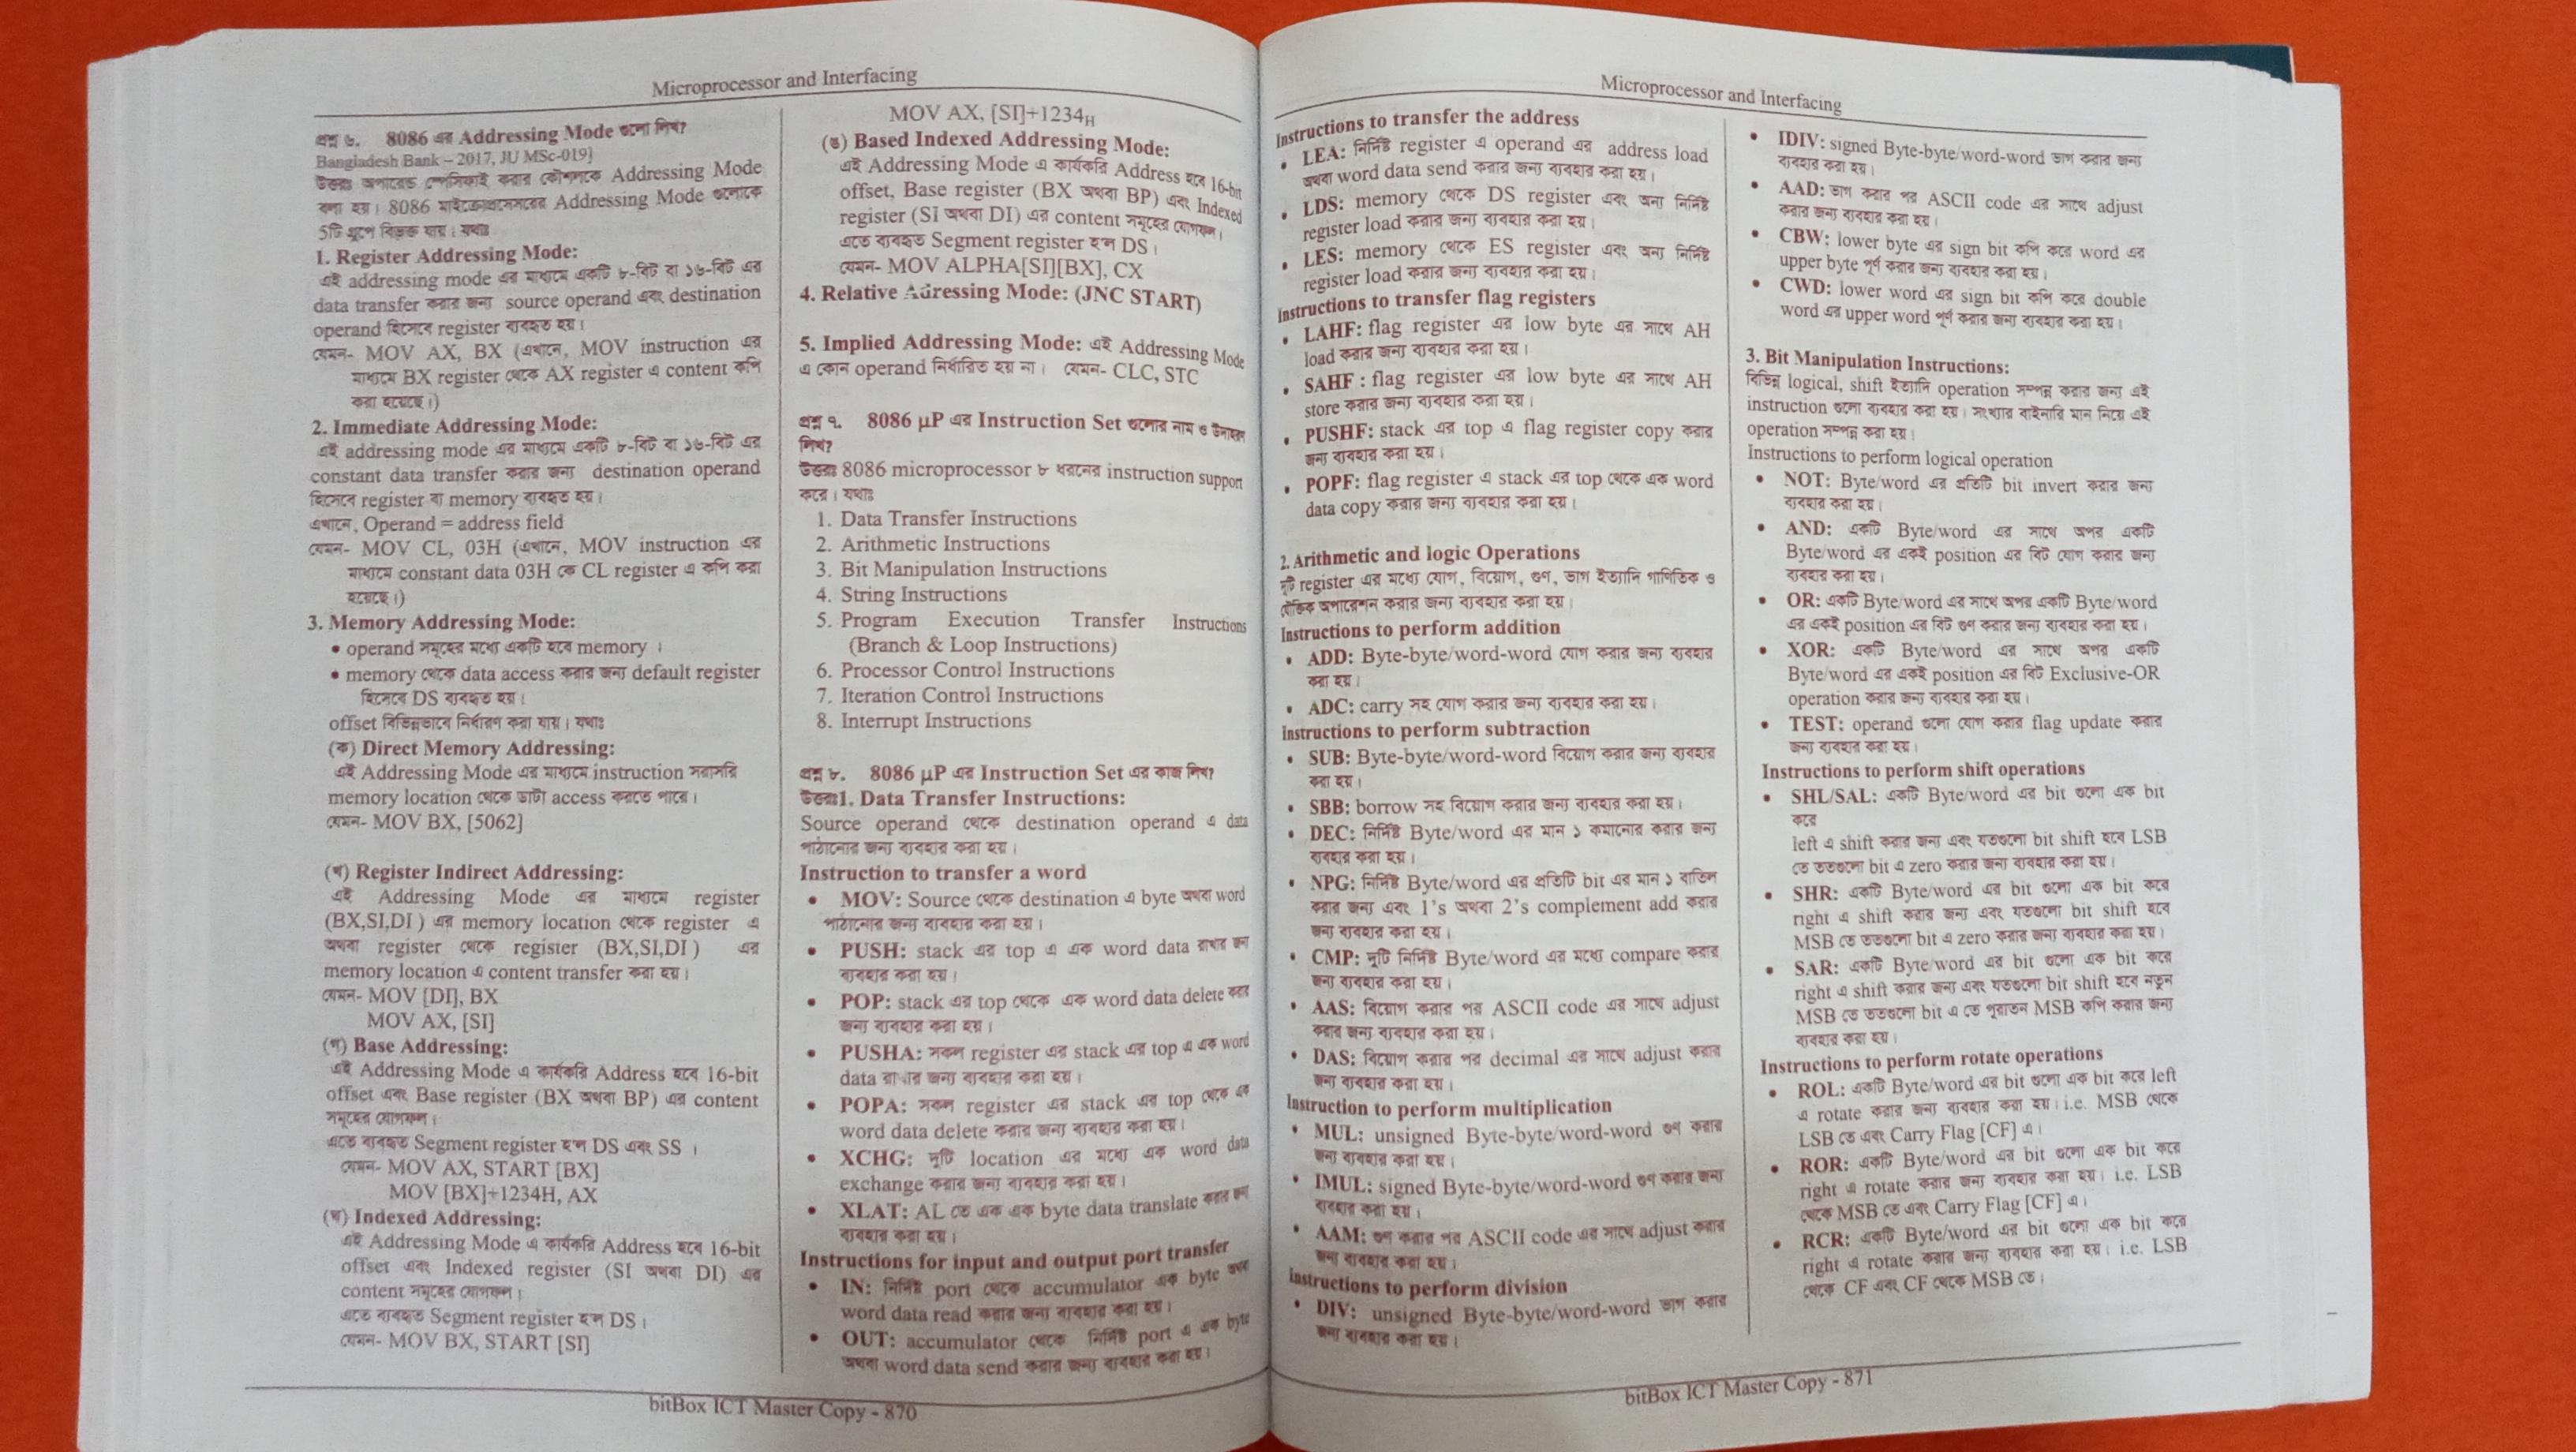 Microprocessor and Interfacing
প্রশ্ন ৬. 8086 এর Addressing Mode গুলো লিখ?
Bangladesh Bank – 2017, JU MSc-019]
উত্তরঃ অপারেন্ড স্পেসিফাই করার কৌশলকে Addressing Mode
বলা হয়। 8086 মাইক্রোপ্রসেসরের Addressing Mode গুলোকে
5টি গ্রুপে বিভক্ত যায়। যথাঃ
1. Register Addressing Mode:
এই addressing mode এর মাধ্যমে একটি ৮-বিট বা ১৬-বিট এর
data transfer করার জন্য source operand এবং destination
operand হিসেবে register ব্যবহৃত হয়।
যেমন- MOV AX, BX (এখানে, MOV instruction এর
মাধ্যমে BX register থেকে AX register এ content কপি
করা হয়েছে।)
2. Immediate Addressing Mode:
এই addressing mode এর মাধ্যমে একটি ৮-বিট বা ১৬-বিট এর
constant data transfer করার জন্য destination operand
হিসেবে register বা memory ব্যবহৃত হয়।
এখানে, Operand = address field
যেমন- MOV CL, 03H (এখানে, MOV instruction এর
মাধ্যমে constant data 03H কে CL register এ কপি করা
হয়েছে।)
3. Memory Addressing Mode:
• operand সমূহের মধ্যে একটি হবে memory ।
• memory থেকে data access করার জন্য default register
হিসেবে DS ব্যবহৃত হয়।
offset বিভিন্নভাবে নির্ধারণ করা যায়। যথাঃ
(ক) Direct Memory Addressing:
এই Addressing Mode এর মাধ্যমে instruction সরাসরি
memory location থেকে ডাটা access করতে পারে।
যেমন- MOV BX, [5062]
(খ) Register Indirect Addressing:
এই Addressing Mode এর মাধ্যমে register
(BX,SI,DI ) এর memory location থেকে register এ
অথবা register থেকে register (BX,SI,DI ) এর
memory location এ content transfer করা হয়।
যেমন- MOV [DI], BX
MOV AX, [SI]
(গ) Base Addressing:
এই Addressing Mode এ কার্যকরি Address হবে 16-bit
offset এবং Base register (BX অথবা BP) এর content
সমূহের যোগফল।
এতে ব্যবহৃত Segment register হ'ল DS এবং SS ।
যেমন- MOV AX, START [BX]
MOV [BX]+1234H, AX
(ঘ) Indexed Addressing:
এই Addressing Mode এ কার্যকরি Address হবে 16-bit
offset এবং Indexed register (SI অথবা DI) এর
content সমূহের যোগফল।
এতে ব্যবহৃত Segment register হ'ল DS।
যেমন- MOV BX, START [SI]
MOV AX, [SI]+1234H
(ঙ) Based Indexed Addressing Mode:
এই Addressing Mode এ কার্যকরি Address হবে 16-bit
offset, Base register (BX অথবা BP) এবং Indexed
register (SI অথবা DI) এর content সমূহের যোগফল।
এতে ব্যবহৃত Segment register হ'ল DS।
যেমন- MOV ALPHA[SI][BX], CX
4. Relative Adressing Mode: (JNC START)
5. Implied Addressing Mode: এই Addressing Mode
এ কোন operand নির্ধারিত হয় না। যেমন- CLC, STC
প্রশ্ন ৭. 8086 µP এর Instruction Set গুলোর নাম ও উদাহরণ
লিখ?
উত্তরঃ 8086 microprocessor ৮ ধরনের instruction support
করে। যথাঃ
1. Data Transfer Instructions
2. Arithmetic Instructions
3. Bit Manipulation Instructions
4. String Instructions
5. Program Execution Transfer Instructions
(Branch & Loop Instructions)
6. Processor Control Instructions
7. Iteration Control Instructions
8. Interrupt Instructions
প্রশ্ন ৮. 8086 µP এর Instruction Set এর কাজ লিখ?
উত্তরঃ1. Data Transfer Instructions:
Source operand থেকে destination operand এ data
পাঠানোর জন্য ব্যবহার করা হয়।
Instruction to transfer a word
• MOV: Source থেকে destination এ byte অথবা word
পাঠানোর জন্য ব্যবহার করা হয়।
• PUSH: stack এর top এ এক word data রাখার জন্য
ব্যবহার করা হয়।
• POP: stack এর top থেকে এক word data delete করার
জন্য ব্যবহার করা হয়।
• PUSHA: সকল register এর stack এর top এ এক word
data রাখার জন্য ব্যবহার করা হয়।
• POPA: সকল register এর stack এর top থেকে এক
word data delete করার জন্য ব্যবহার করা হয়।
• XCHG: দুটি location এর মধ্যে এক word data
exchange করার জন্য ব্যবহার করা হয়।
• XLAT: AL তে এক এক byte data translate করার জন্য
ব্যবহার করা হয়।
Instructions for input and output port transfer
• IN: নির্দিষ্ট port থেকে accumulator এক byte অথবা
word data read করার জন্য ব্যবহার করা হয়।
• OUT: accumulator থেকে নির্দিষ্ট port এ এক byte
অথবা word data send করার জন্য ব্যবহার করা হয়।
bitBox ICT Master Copy - 870
Microprocessor and Interfacing
Instructions to transfer the address
• LEA: নির্দিষ্ট register এ operand এর address load
অথবা word data send করার জন্য ব্যবহার করা হয়।
• LDS: memory থেকে DS register এবং অন্য নির্দিষ্ট
register load করার জন্য ব্যবহার করা হয়।
• LES: memory থেকে ES register এবং অন্য নির্দিষ্ট
register load করার জন্য ব্যবহার করা হয়।
Instructions to transfer flag registers
• LAHF: flag register এর low byte এর সাথে AH
load করার জন্য ব্যবহার করা হয়।
• SAHF : flag register এর low byte এর সাথে AH
store করার জন্য ব্যবহার করা হয়।
• PUSHF: stack এর top এ flag register copy করার
জন্য ব্যবহার করা হয়।
• POPF: flag register এ stack এর top থেকে এক word
data copy করার জন্য ব্যবহার করা হয়।
2. Arithmetic and logic Operations
দুটি register এর মধ্যে যোগ, বিয়োগ, গুণ, ভাগ ইত্যাদি গাণিতিক ও
যৌক্তিক অপারেশন করার জন্য ব্যবহার করা হয়।
Instructions to perform addition
• ADD: Byte-byte/word-word যোগ করার জন্য ব্যবহার
করা হয়।
• ADC: carry সহ যোগ করার জন্য ব্যবহার করা হয়।
Instructions to perform subtraction
• SUB: Byte-byte/word-word বিয়োগ করার জন্য ব্যবহার
করা হয়।
• SBB: borrow সহ বিয়োগ করার জন্য ব্যবহার করা হয়।
• DEC: নির্দিষ্ট Byte/word এর মান ১ কমানোর করার জন্য
ব্যবহার করা হয়।
• NPG: নির্দিষ্ট Byte/word এর প্রতিটি bit এর মান ১ বাতিল
করার জন্য এবং 1's অথবা 2's complement add করার
জন্য ব্যবহার করা হয়।
• CMP: দুটি নির্দিষ্ট Byte/word এর মধ্যে compare করার
জন্য ব্যবহার করা হয়।
• AAS: বিয়োগ করার পর ASCII code এর সাথে adjust
করার জন্য ব্যবহার করা হয়।
• DAS: বিয়োগ করার পর decimal এর সাথে adjust করার
জন্য ব্যবহার করা হয়।
Instruction to perform multiplication
• MUL: unsigned Byte-byte/word-word গুণ করার
জন্য ব্যবহার করা হয়।
• IMUL: signed Byte-byte/word-word গুণ করার জন্য
ব্যবহার করা হয়।
• AAM: গুণ করার পর ASCII code এর সাথে adjust করার
জন্য ব্যবহার করা হয়।
Instructions to perform division
• DIV: unsigned Byte-byte/word-word ভাগ করার
জন্য ব্যবহার করা হয়।
• IDIV: signed Byte-byte/word-word ভাগ করার জন্য
ব্যবহার করা হয়।
• AAD: ভাগ করার পর ASCII code এর সাথে adjust
করার জন্য ব্যবহার করা হয়।
• CBW: lower byte এর sign bit কপি করে word এর
upper byte পূর্ণ করার জন্য ব্যবহার করা হয়।
• CWD: lower word এর sign bit কপি করে double
word এর upper word পূর্ণ করার জন্য ব্যবহার করা হয়।
3. Bit Manipulation Instructions:
বিভিন্ন logical, shift ইত্যাদি operation সম্পন্ন করার জন্য এই
instruction গুলো ব্যবহার করা হয়। সংখ্যার বাইনারি মান নিয়ে এই
operation সম্পন্ন করা হয়।
Instructions to perform logical operation
• NOT: Byte/word এর প্রতিটি bit invert করার জন্য
ব্যবহার করা হয়।
• AND: একটি Byte/word এর সাথে অপর একটি
Byte/word এর একই position এর বিট যোগ করার জন্য
ব্যবহার করা হয়।
• OR: একটি Byte/word এর সাথে অপর একটি Byte/word
এর একই position এর বিট গুণ করার জন্য ব্যবহার করা হয়।
• XOR: একটি Byte/word এর সাথে অপর একটি
Byte/word এর একই position এর বিট Exclusive-OR
operation করার জন্য ব্যবহার করা হয়।
• TEST: operand গুলো যোগ করার flag update করার
জন্য ব্যবহার করা হয়।
Instructions to perform shift operations
• SHL/SAL: একটি Byte/word এর bit গুলো এক bit
করে
left এ shift করার জন্য এবং যতগুলো bit shift হবে LSB
তে ততগুলো bit এ zero করার জন্য ব্যবহার করা হয়।
• SHR: একটি Byte/word এর bit গুলো এক bit করে
right এ shift করার জন্য এবং যতগুলো bit shift হবে
MSB তে ততগুলো bit এ zero করার জন্য ব্যবহার করা হয়।
• SAR: একটি Byte/word এর bit গুলো এক bit করে
right এ shift করার জন্য এবং যতগুলো bit shift হবে নতুন
MSB তে ততগুলো bit এ তে পুরাতন MSB কপি করার জন্য
ব্যবহার করা হয়।
Instructions to perform rotate operations
• ROL: একটি Byte/word এর bit গুলো এক bit করে left
এ rotate করার জন্য ব্যবহার করা হয়। i.e. MSB থেকে
LSB তে এবং Carry Flag [CF] এ।
• ROR: একটি Byte/word এর bit গুলো এক bit করে
right এ rotate করার জন্য ব্যবহার করা হয়। i.e. LSB
থেকে MSB তে এবং Carry Flag [CF] এ।
• RCR: একটি Byte/word এর bit গুলো এক bit করে
right এ rotate করার জন্য ব্যবহার করা হয়। i.e. LSB
থেকে CF এবং CF থেকে MSB তে।
bitBox ICT Master Copy - 871